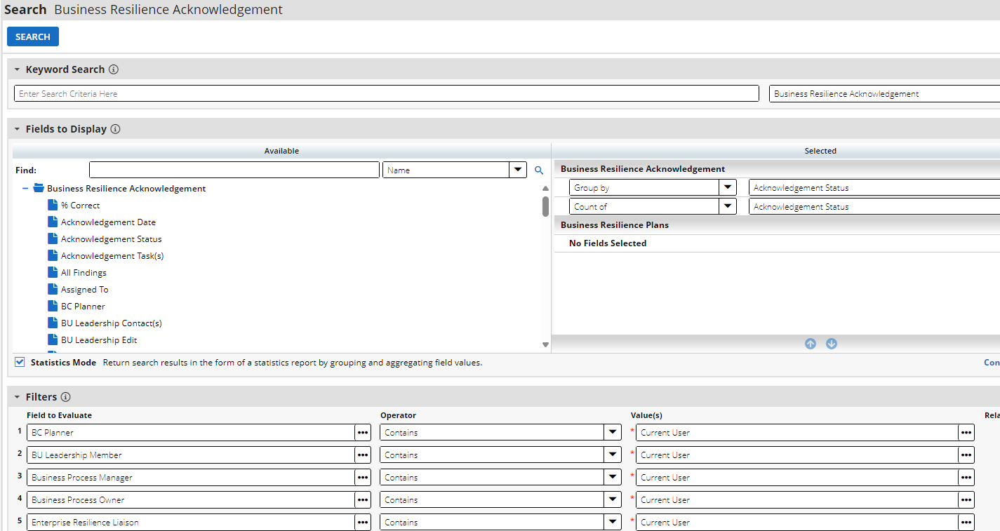 Search Business Resilience Acknowledgement
SEARCH
Keyword Search
Enter Search Criteria Here
Business Resilience Acknowledgement
Fields to Display
Available
Selected
Find:
Name
Business Resilience Acknowledgement
% Correct
Acknowledgement Date
Acknowledgement Status
Acknowledgement Task(s)
All Findings
Assigned To
BC Planner
BU Leadership Contact(s)
BU Leadership Edit
Business Resilience Acknowledgement
Group by Acknowledgement Status
Count of Acknowledgement Status
Business Resilience Plans
No Fields Selected
Statistics Mode Return search results in the form of a statistics report by grouping and aggregating field values.
Con
Filters
Field to Evaluate Operator Value(s) Rela
1 BC Planner ••• Contains * Current User •••
2 BU Leadership Member ••• Contains * Current User •••
3 Business Process Manager ••• Contains * Current User •••
4 Business Process Owner ••• Contains * Current User •••
5 Enterprise Resilience Liaison ••• Contains * Current User •••